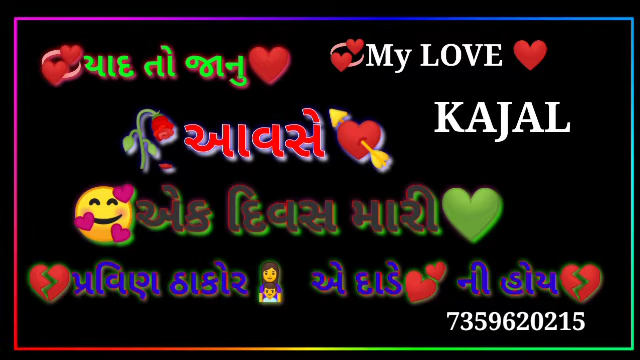 💞યાદ તો જાનુ❤️
💞My LOVE ❤️
🥀આવસે💘
KAJAL
🥰એક દિવસ મારી💚
💔પ્રવિણ ઠાકોર👩‍👧 એ દાડે💕 ની હોય💔
7359620215